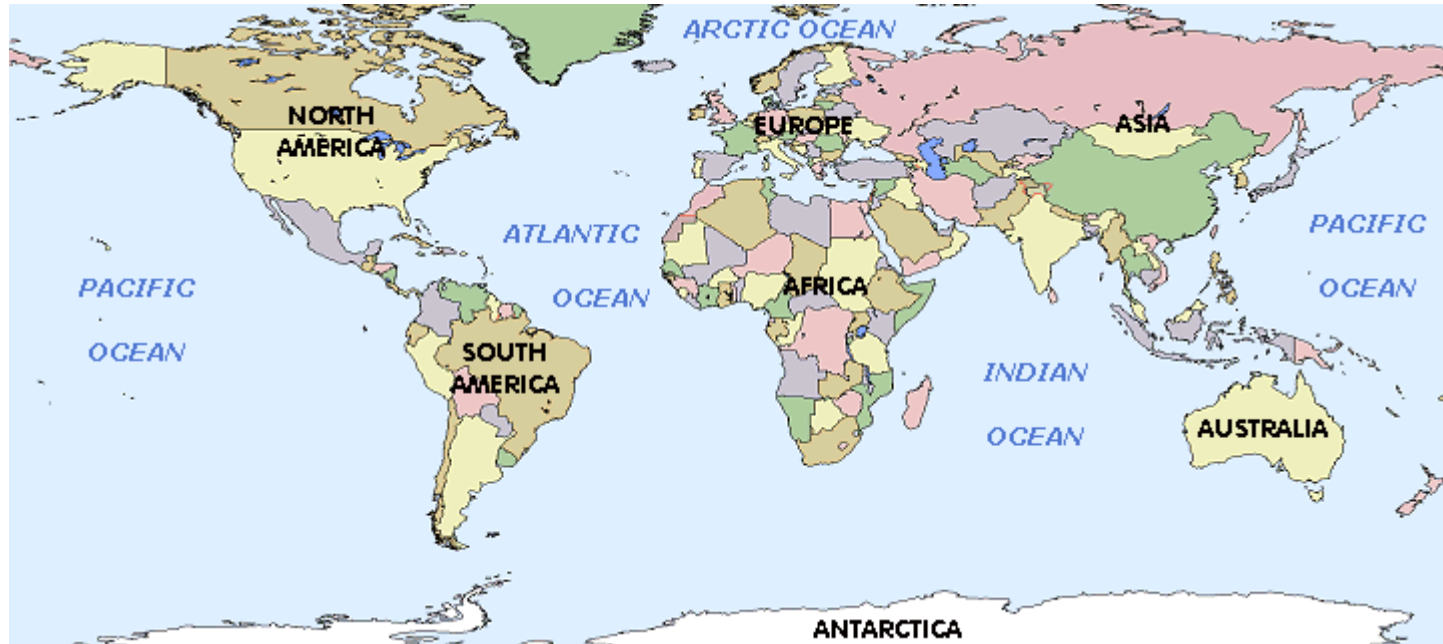 ARCTIC OCEAN
NORTH
AMERICA
EUROPE
ASIA
ATLANTIC
OCEAN
PACIFIC
OCEAN
PACIFIC
OCEAN
AFRICA
SOUTH
AMERICA
INDIAN
OCEAN
AUSTRALIA
ANTARCTICA